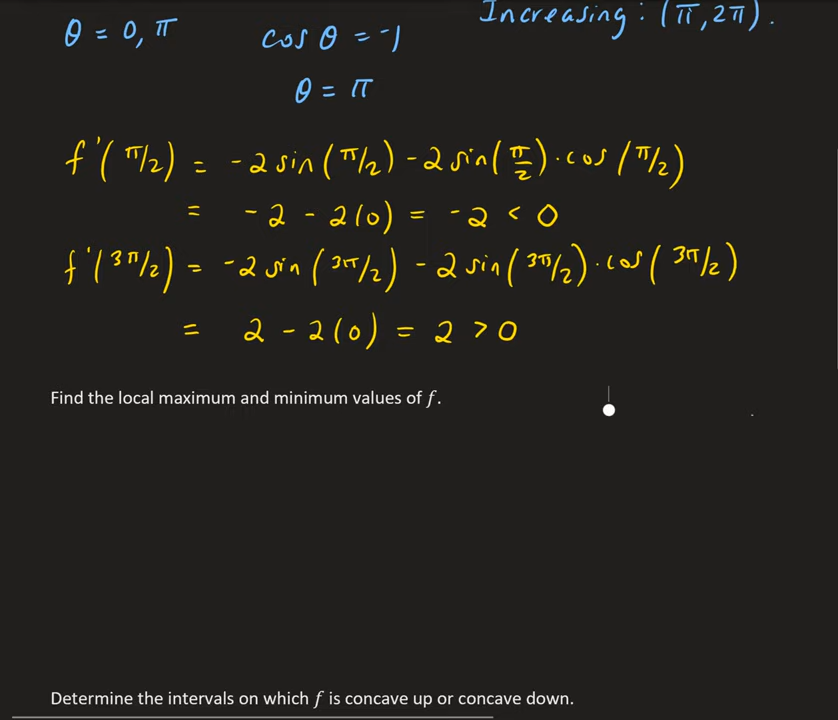 Increasing: (π, 2π).
θ = 0, π
cos θ = -1
θ = π
f'(π/2) = -2 sin(π/2) - 2 sin(π/2) · cos(π/2)
= -2 - 2(0) = -2 < 0
f'(3π/2) = -2 sin(3π/2) - 2 sin(3π/2) · cos(3π/2)
= 2 - 2(0) = 2 > 0
Find the local maximum and minimum values of f.
Determine the intervals on which f is concave up or concave down.